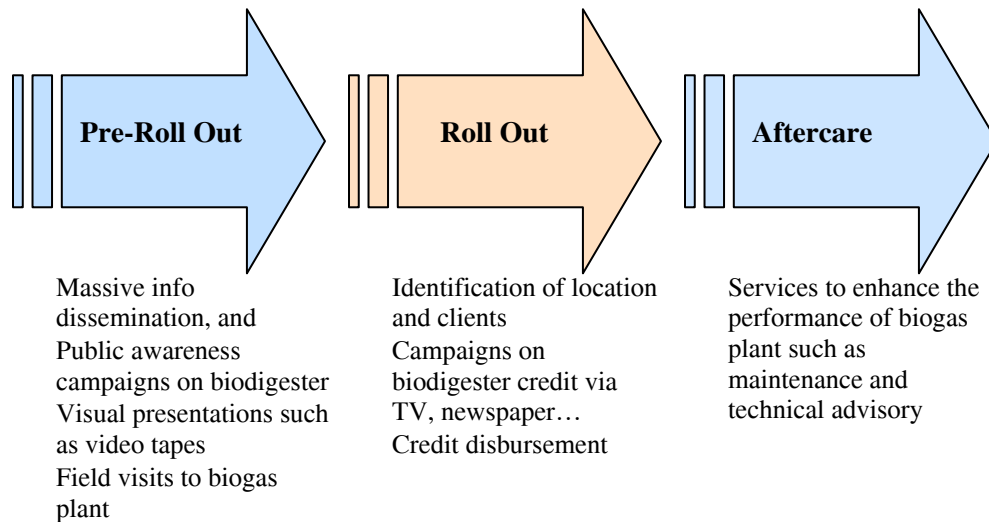 Pre-Roll Out
Massive info
dissemination, and
Public awareness
campaigns on biodigester
Visual presentations such
as video tapes
Field visits to biogas
plant
Roll Out
Identification of location
and clients
Campaigns on
biodigester credit via
TV, newspaper…
Credit disbursement
Aftercare
Services to enhance the
performance of biogas
plant such as
maintenance and
technical advisory